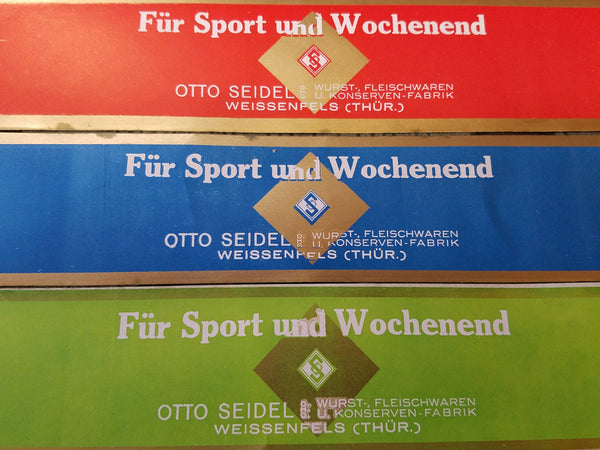 Für Sport und Wochenend
OTTO SEIDEL WURST-, FLEISCHWAREN
U. KONSERVEN-FABRIK
WEISSENFELS (THÜR.)
Für Sport und Wochenend
OTTO SEIDEL WURST-, FLEISCHWAREN
U. KONSERVEN-FABRIK
WEISSENFELS (THÜR.)
Für Sport und Wochenend
OTTO SEIDEL WURST-, FLEISCHWAREN
U. KONSERVEN-FABRIK
WEISSENFELS (THÜR.)